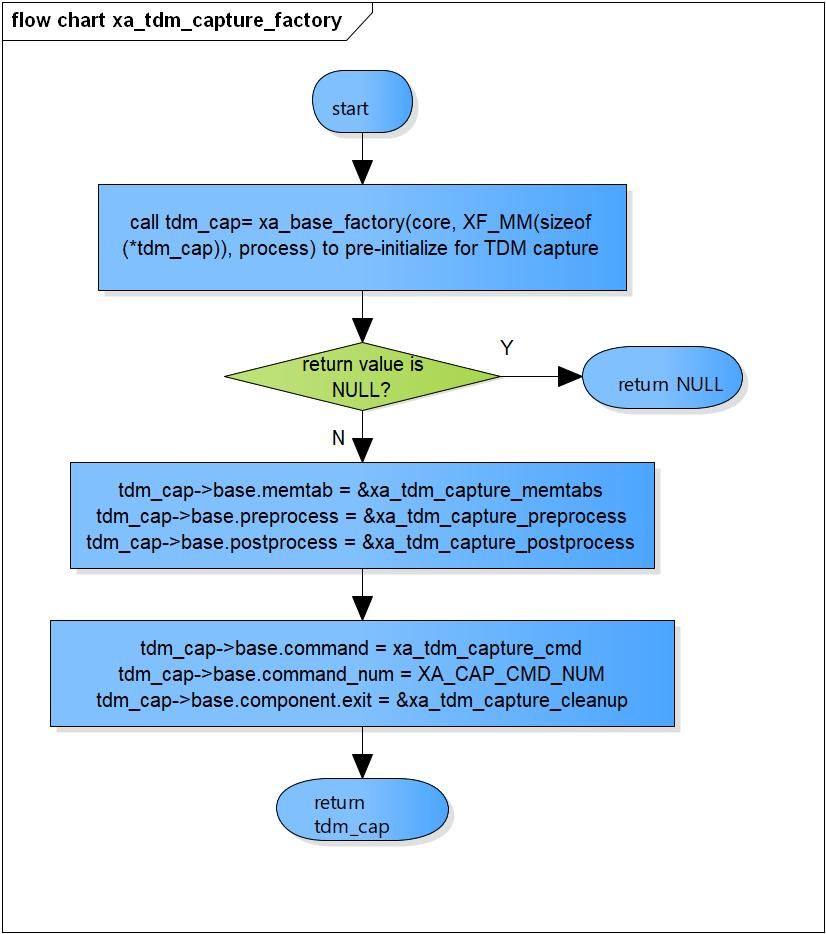 flow chart xa_tdm_capture_factory
start
call tdm_cap= xa_base_factory(core, XF_MM(sizeof
(*tdm_cap)), process) to pre-initialize for TDM capture
return value is
NULL?
Y
return NULL
N
tdm_cap->base.memtab = &xa_tdm_capture_memtabs
tdm_cap->base.preprocess = &xa_tdm_capture_preprocess
tdm_cap->base.postprocess = &xa_tdm_capture_postprocess
tdm_cap->base.command = xa_tdm_capture_cmd
tdm_cap->base.command_num = XA_CAP_CMD_NUM
tdm_cap->base.component.exit = &xa_tdm_capture_cleanup
return
tdm_cap